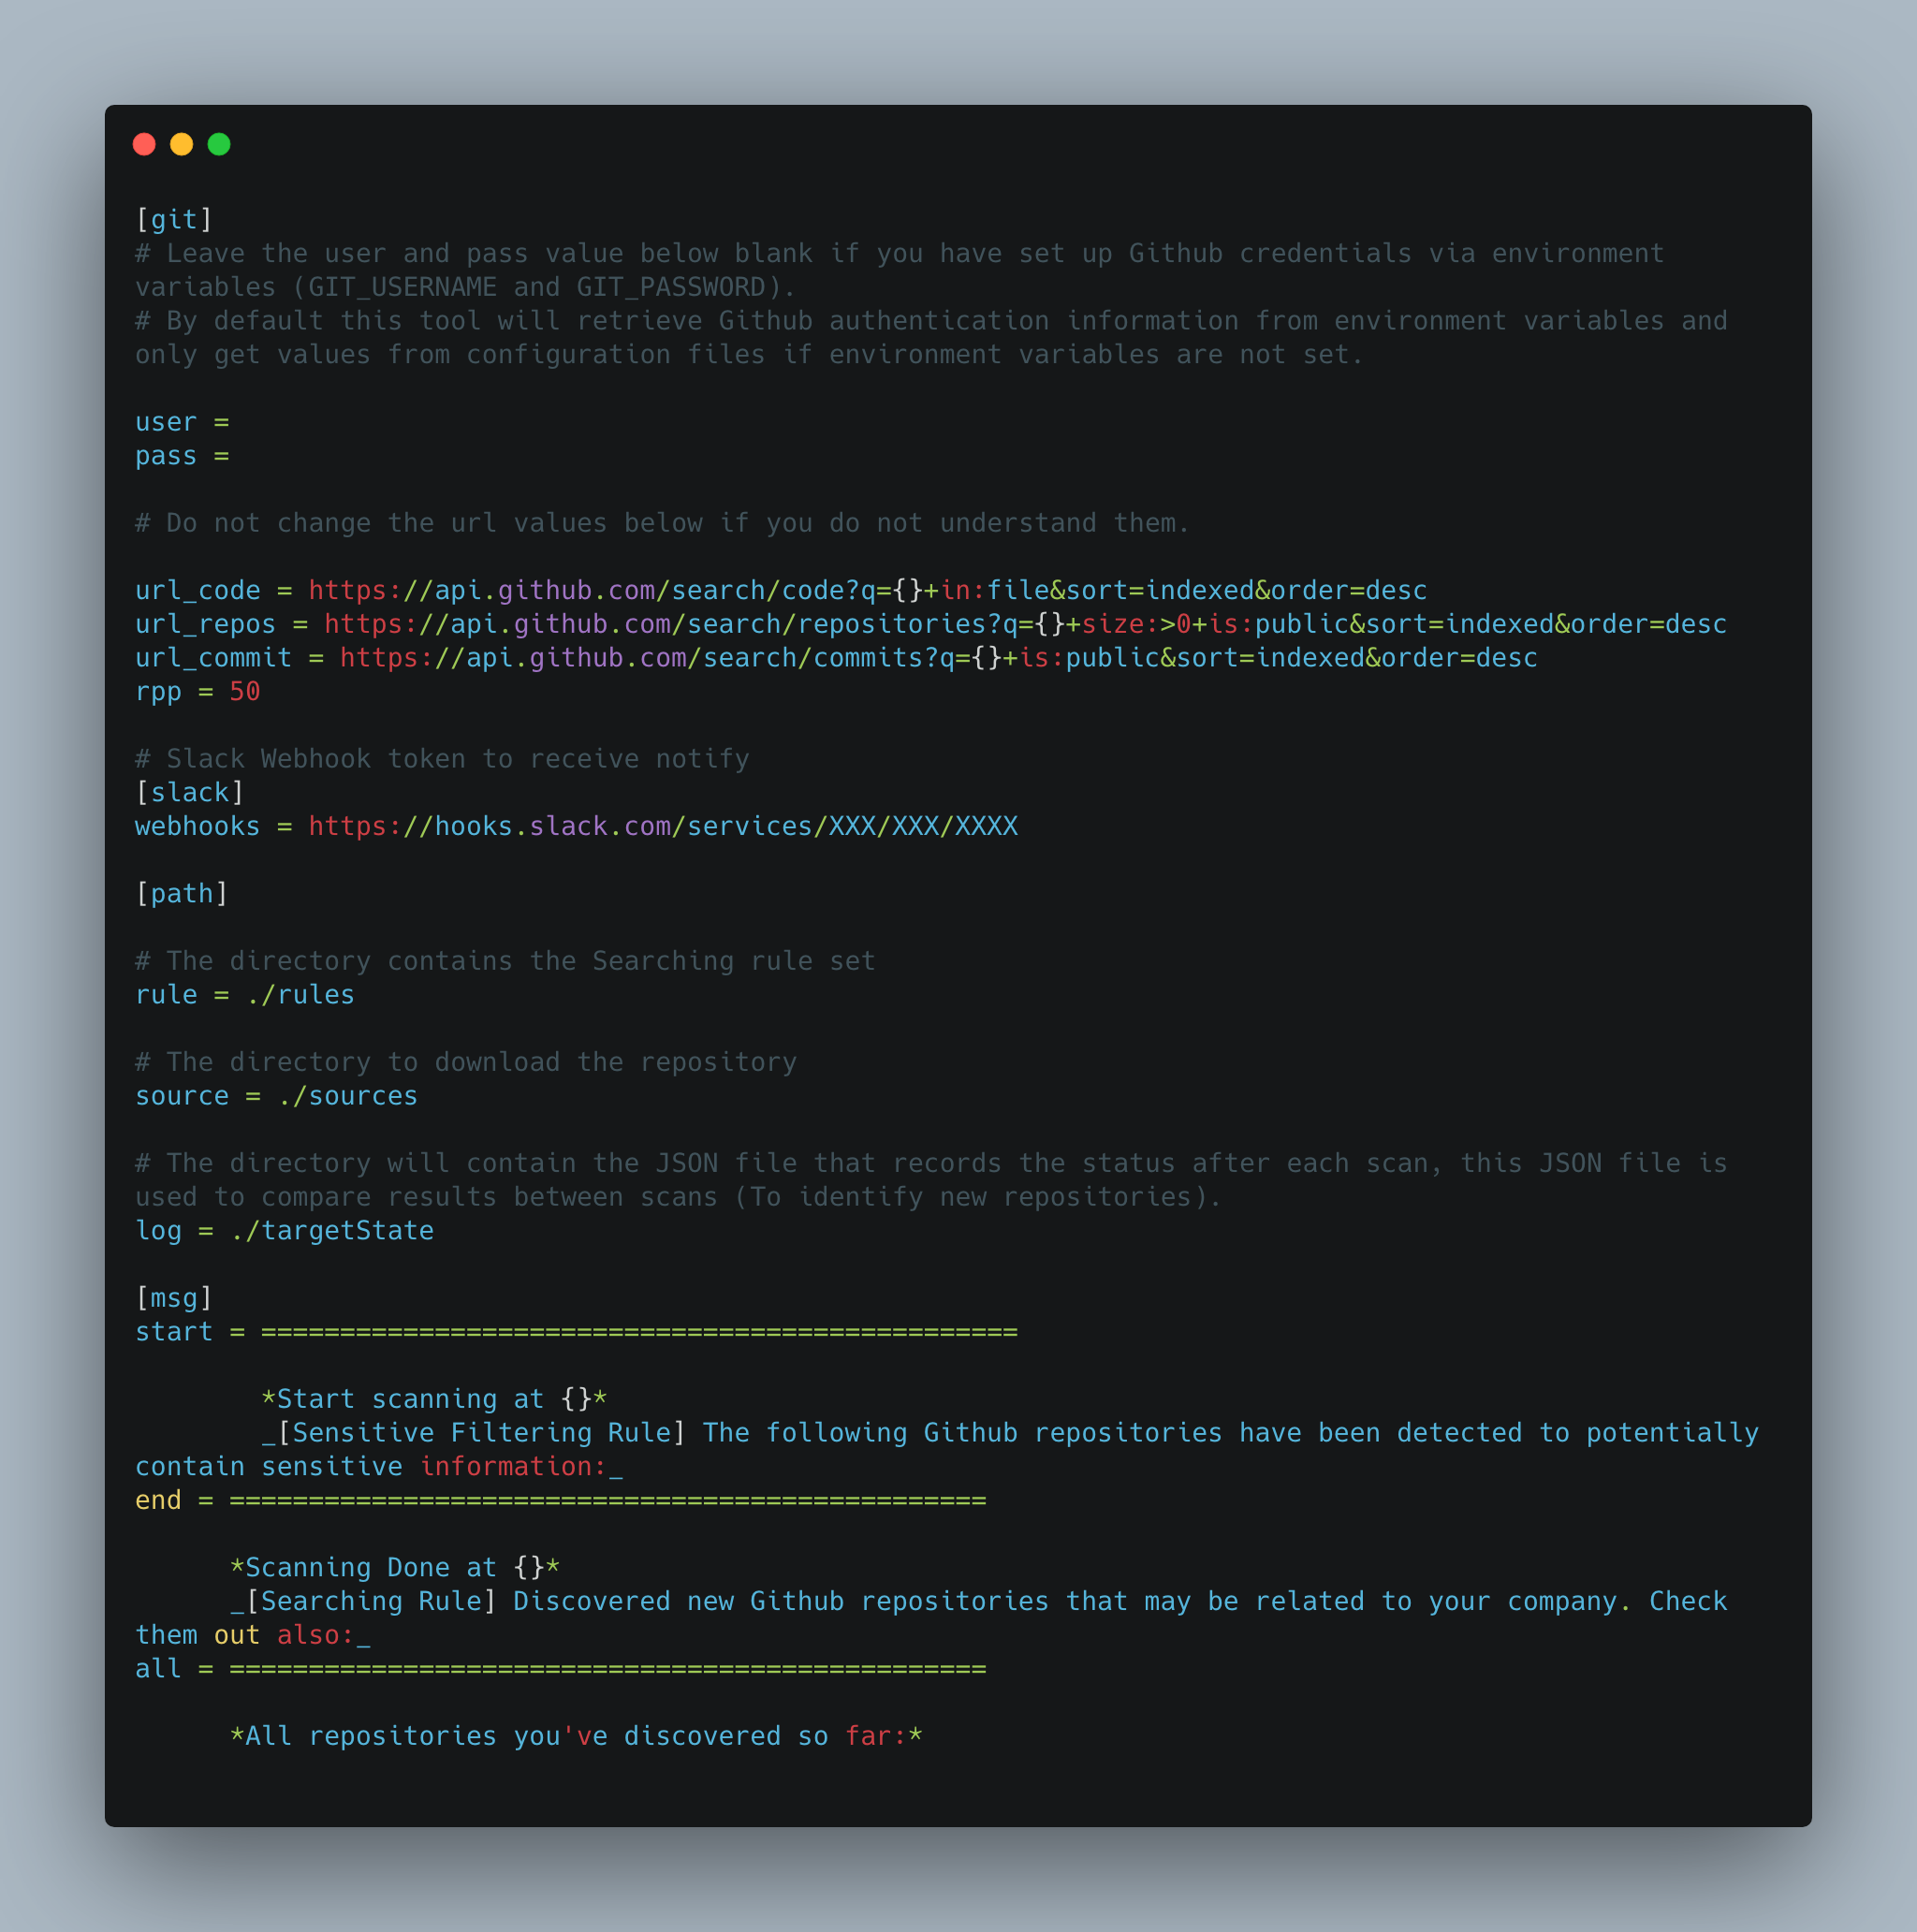 [git]
# Leave the user and pass value below blank if you have set up Github credentials via environment
variables (GIT_USERNAME and GIT_PASSWORD).
# By default this tool will retrieve Github authentication information from environment variables and
only get values from configuration files if environment variables are not set.
user =
pass =
# Do not change the url values below if you do not understand them.
url_code = https://api.github.com/search/code?q={}+in:file&sort=indexed&order=desc
url_repos = https://api.github.com/search/repositories?q={}+size:>0+is:public&sort=indexed&order=desc
url_commit = https://api.github.com/search/commits?q={}+is:public&sort=indexed&order=desc
rpp = 50
# Slack Webhook token to receive notify
[slack]
webhooks = https://hooks.slack.com/services/XXX/XXX/XXXX
[path]
# The directory contains the Searching rule set
rule = ./rules
# The directory to download the repository
source = ./sources
# The directory will contain the JSON file that records the status after each scan, this JSON file is
used to compare results between scans (To identify new repositories).
log = ./targetState
[msg]
start = ================================================
*Start scanning at {}*
_[Sensitive Filtering Rule] The following Github repositories have been detected to potentially
contain sensitive information:_
end = ================================================
*Scanning Done at {}*
_[Searching Rule] Discovered new Github repositories that may be related to your company. Check
them out also:_
all = ================================================
*All repositories you've discovered so far:*